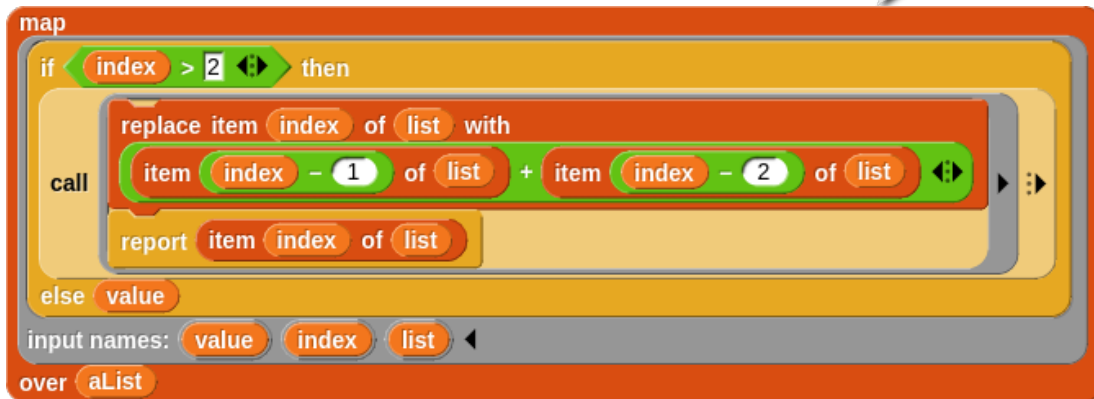 map
if index > 2 then
replace item index of list with
call item index − 1 of list + item index − 2 of list
report item index of list
else value
input names: value index list
over aList